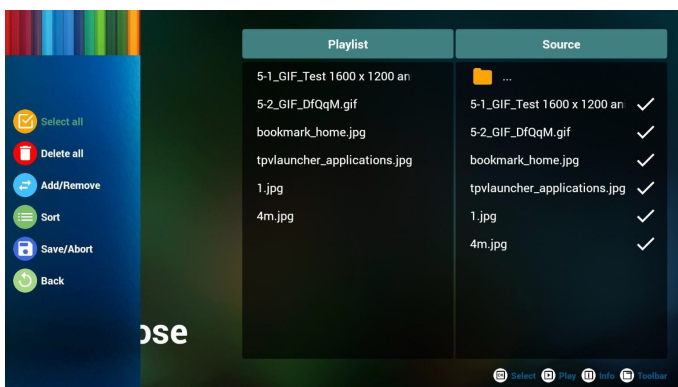 Playlist
Source
5-1_GIF_Test 1600 x 1200 an
5-2_GIF_DfQqM.gif
bookmark_home.jpg
tpvlauncher_applications.jpg
1.jpg
4m.jpg
...
5-1_GIF_Test 1600 x 1200 an
5-2_GIF_DfQqM.gif
bookmark_home.jpg
tpvlauncher_applications.jpg
1.jpg
4m.jpg
Select all
Delete all
Add/Remove
Sort
Save/Abort
Back
ose
Select Play Info Toolbar